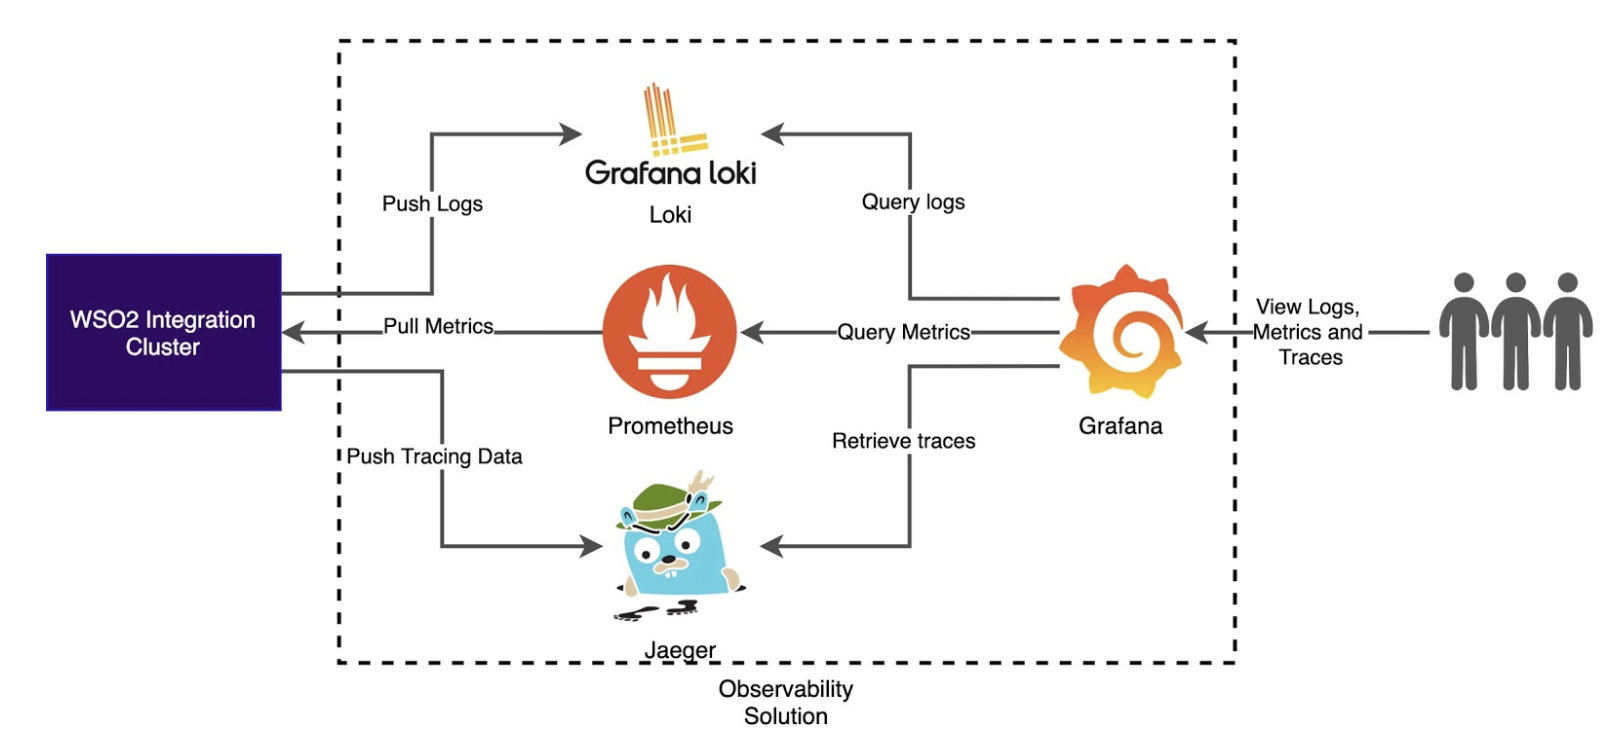 Grafana loki
Loki
Push Logs
Query logs
WSO2 Integration
Cluster
Pull Metrics
Query Metrics
View Logs,
Metrics and
Traces
Prometheus
Grafana
Push Tracing Data
Retrieve traces
Jaeger
Observability
Solution